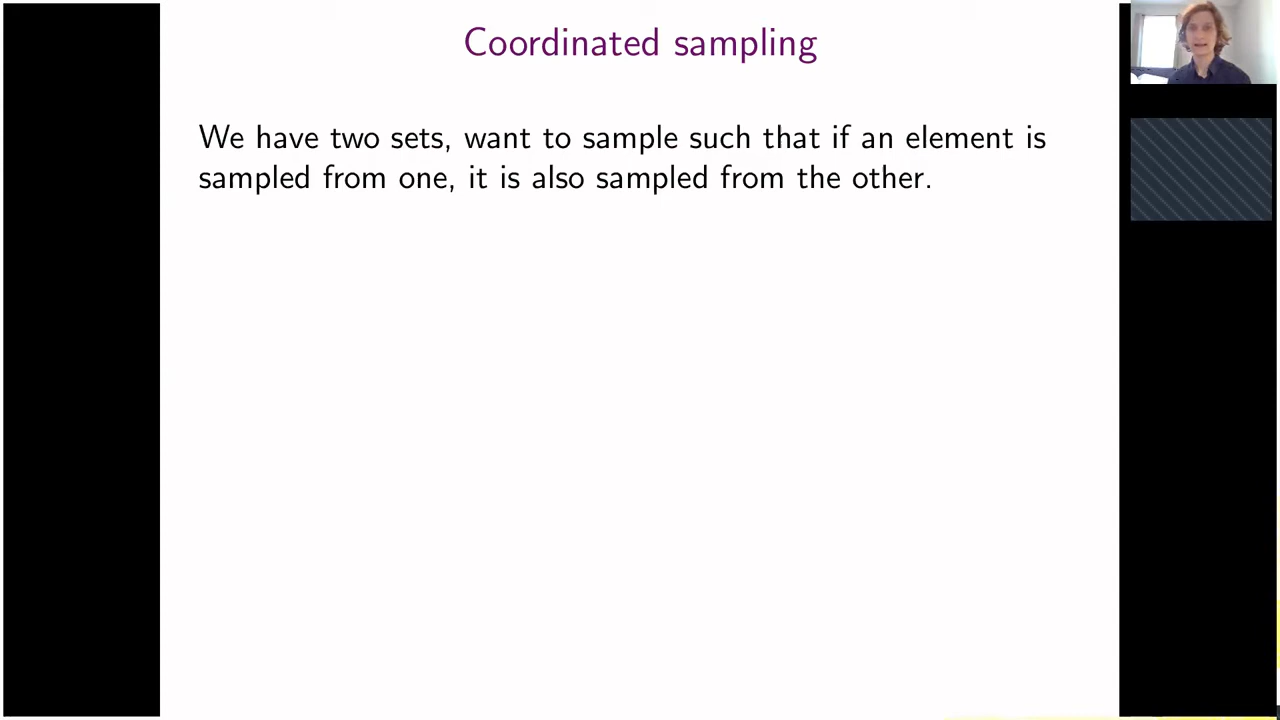 Coordinated sampling
We have two sets, want to sample such that if an element is
sampled from one, it is also sampled from the other.